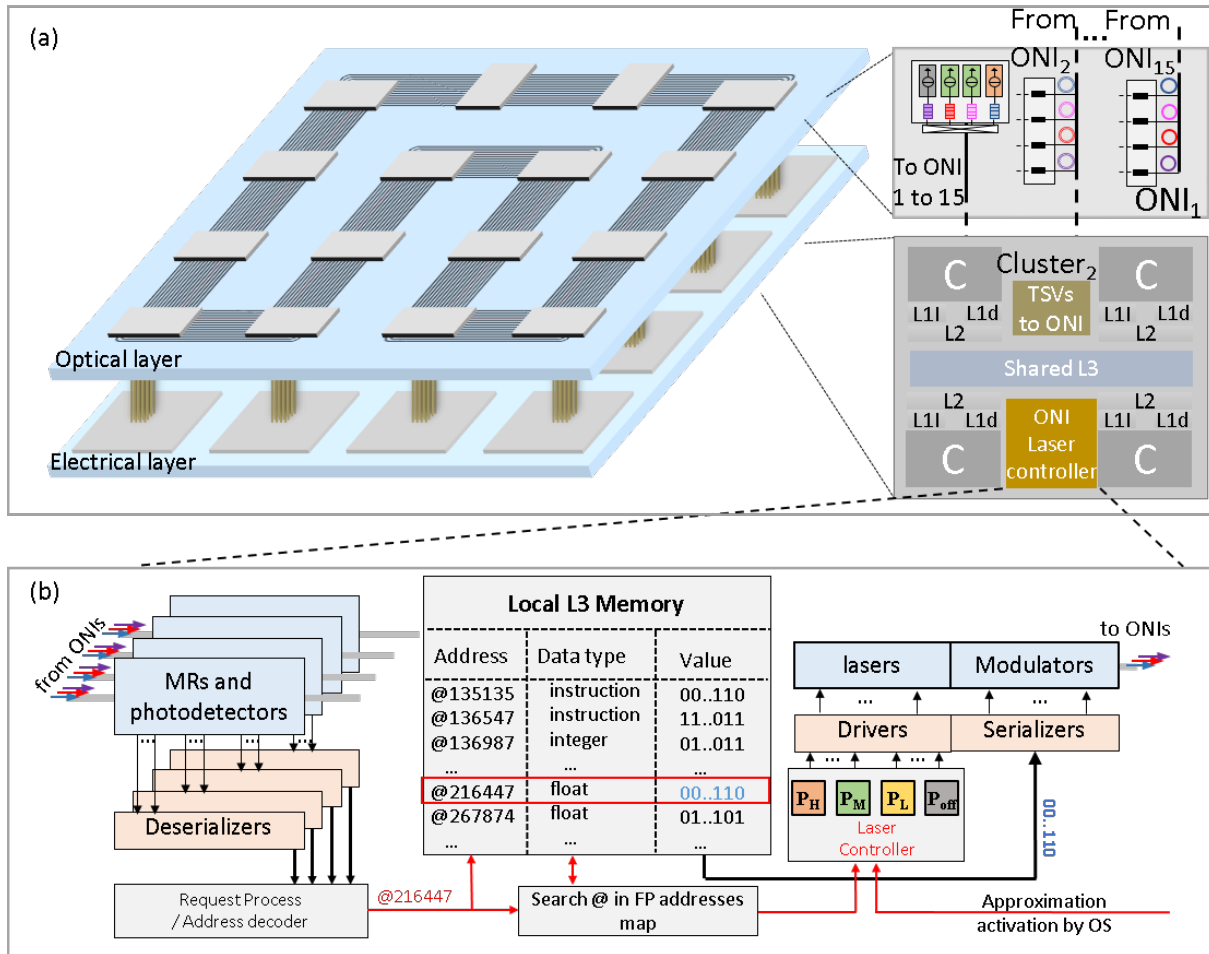 (a)
From ... From
ONI2
ONI15
To ONI
1 to 15
ONI1
Optical layer
Electrical layer
C
Cluster2
C
TSVs
to ONI
L1I
L1d
L1I
L1d
L2
L2
Shared L3
L2
L2
L1I
L1d
L1I
L1d
ONI
Laser
controller
C
C
(b)
from ONIs
MRs and
photodetectors
...
...
...
...
Deserializers
Request Process
/ Address decoder
@216447
Local L3 Memory
Address Data type Value
@135135 instruction 00..110
@136547 instruction 11..011
@136987 integer 01..011
... ... ...
@216447 float 00..110
@267874 float 01..101
... ... ...
Search @ in FP addresses
map
to ONIs
lasers Modulators
... ...
Drivers Serializers
... ...
PH PM PL Poff
Laser
Controller
00..110
Approximation
activation by OS